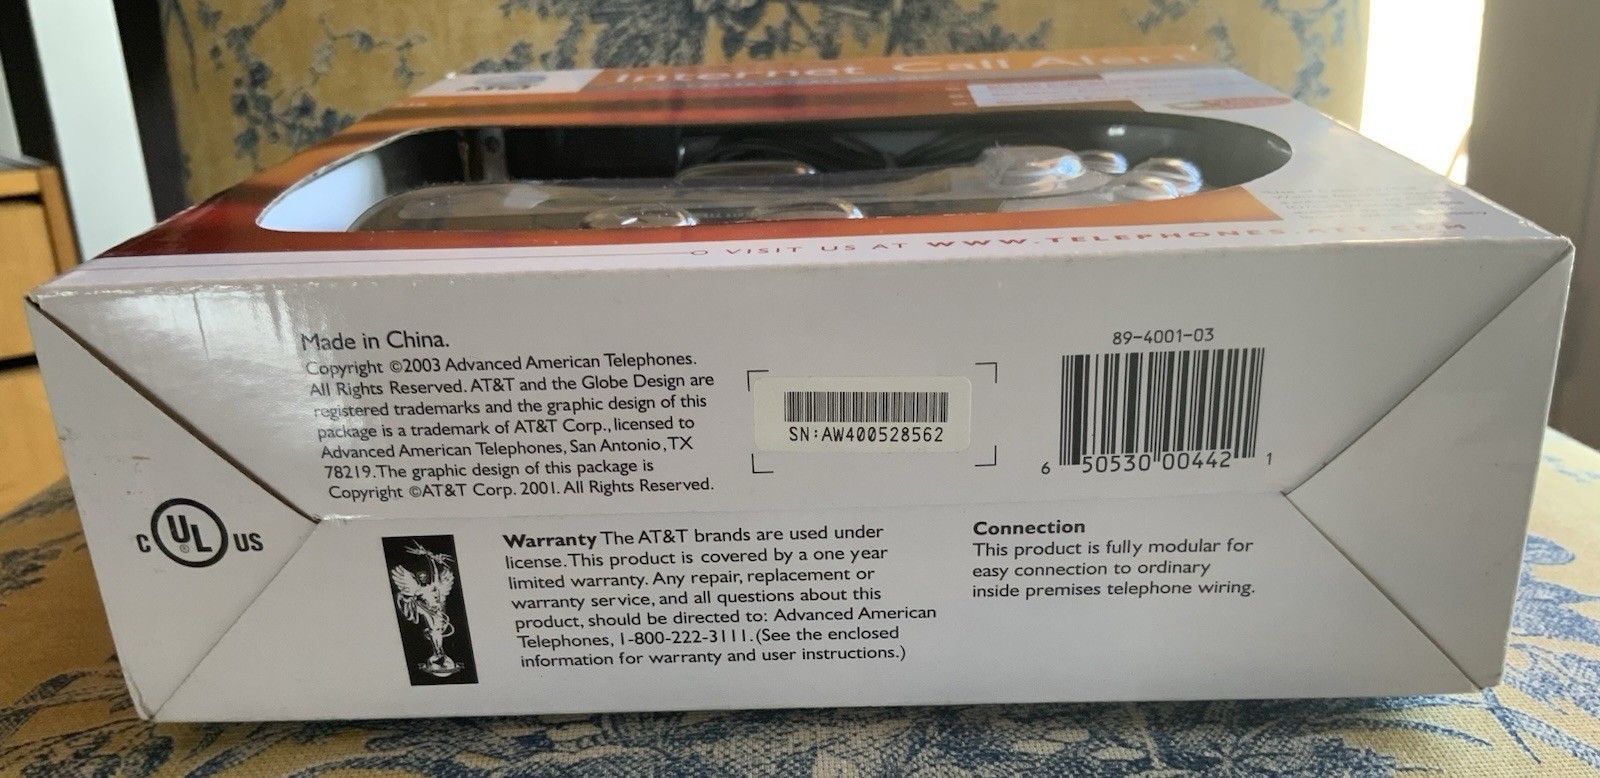 AT&T
Internet Call Alert
VISIT US AT WWW.TELEPHONES.ATT.COM
Made in China.
Copyright ©2003 Advanced American Telephones.
All Rights Reserved. AT&T and the Globe Design are
registered trademarks and the graphic design of this
package is a trademark of AT&T Corp., licensed to
Advanced American Telephones, San Antonio, TX
78219. The graphic design of this package is
Copyright ©AT&T Corp. 2001. All Rights Reserved.
SN:AW400528562
89-4001-03
6 50530 00442 1
C UL ® US
Warranty The AT&T brands are used under
license. This product is covered by a one year
limited warranty. Any repair, replacement or
warranty service, and all questions about this
product, should be directed to: Advanced American
Telephones, 1-800-222-3111. (See the enclosed
information for warranty and user instructions.)
Connection
This product is fully modular for
easy connection to ordinary
inside premises telephone wiring.